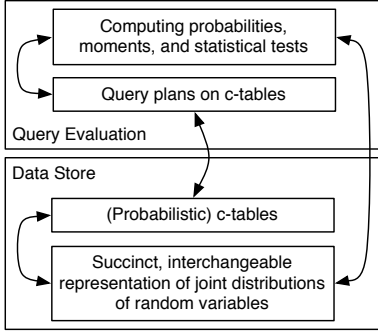 Computing probabilities,
moments, and statistical tests
Query plans on c-tables
Query Evaluation
Data Store
(Probabilistic) c-tables
Succinct, interchangeable
representation of joint distributions
of random variables